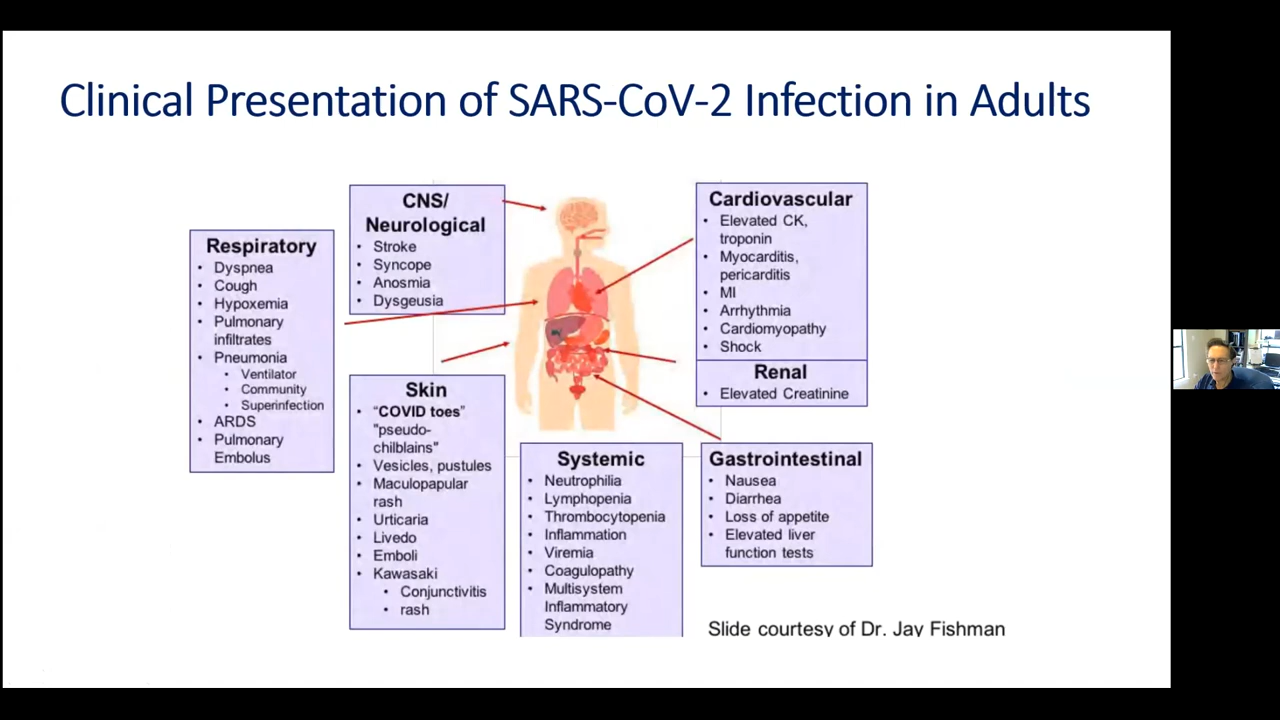 Clinical Presentation of SARS-CoV-2 Infection in Adults
Respiratory
• Dyspnea
• Cough
• Hypoxemia
• Pulmonary
infiltrates
• Pneumonia
• Ventilator
• Community
• Superinfection
• ARDS
• Pulmonary
Embolus
CNS/
Neurological
• Stroke
• Syncope
• Anosmia
• Dysgeusia
Skin
• “COVID toes"
"pseudo-
chilblains"
• Vesicles, pustules
• Maculopapular
rash
• Urticaria
• Livedo
• Emboli
• Kawasaki
• Conjunctivitis
• rash
Systemic
• Neutrophilia
• Lymphopenia
• Thrombocytopenia
• Inflammation
• Viremia
• Coagulopathy
• Multisystem
Inflammatory
Syndrome
Cardiovascular
• Elevated CK,
troponin
• Myocarditis,
pericarditis
• MI
• Arrhythmia
• Cardiomyopathy
• Shock
Renal
• Elevated Creatinine
Gastrointestinal
• Nausea
• Diarrhea
• Loss of appetite
• Elevated liver
function tests
Slide courtesy of Dr. Jay Fishman